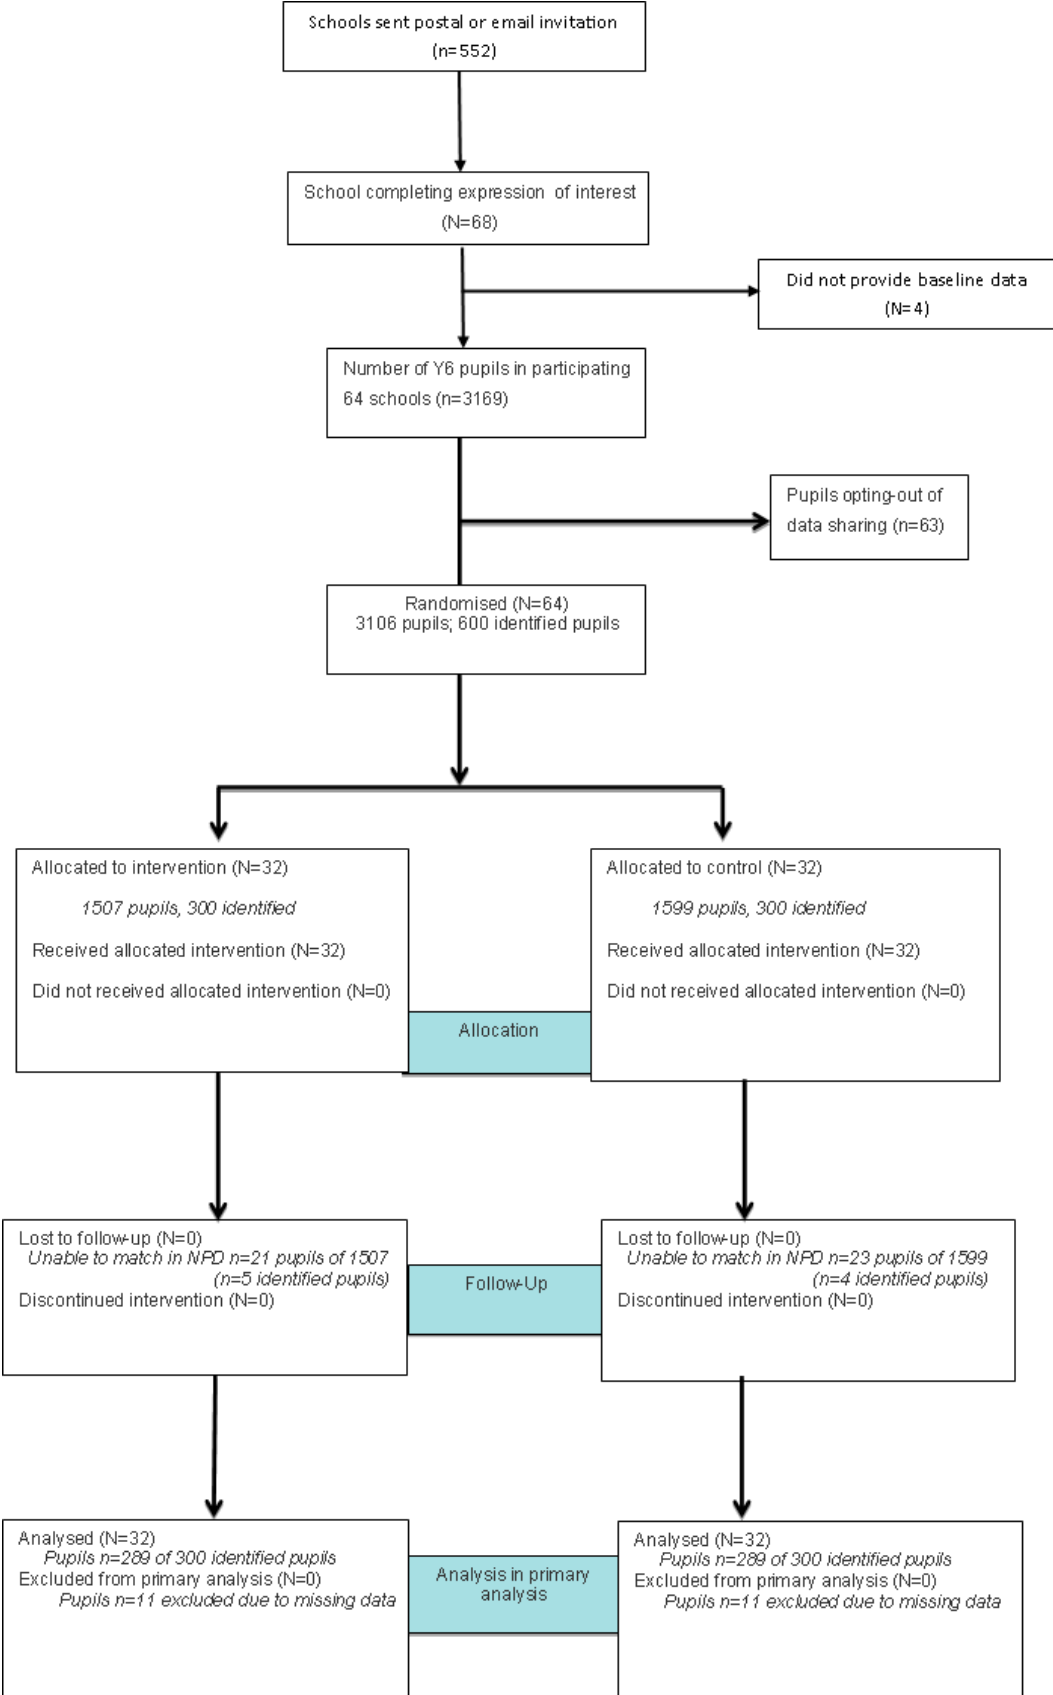 Schools sent postal or email invitation
(n=552)
School completing expression of interest
(N=68)
Did not provide baseline data
(N=4)
Number of Y6 pupils in participating
64 schools (n=3169)
Pupils opting-out of
data sharing (n=63)
Randomised (N=64)
3106 pupils; 600 identified pupils
Allocated to intervention (N=32)
1507 pupils, 300 identified
Received allocated intervention (N=32)
Did not received allocated intervention (N=0)
Allocated to control (N=32)
1599 pupils, 300 identified
Received allocated intervention (N=32)
Did not received allocated intervention (N=0)
Allocation
Lost to follow-up (N=0)
Unable to match in NPD n=21 pupils of 1507
(n=5 identified pupils)
Discontinued intervention (N=0)
Follow-Up
Lost to follow-up (N=0)
Unable to match in NPD n=23 pupils of 1599
(n=4 identified pupils)
Discontinued intervention (N=0)
Analysed (N=32)
Pupils n=289 of 300 identified pupils
Excluded from primary analysis (N=0)
Pupils n=11 excluded due to missing data
Analysis in primary
analysis
Analysed (N=32)
Pupils n=289 of 300 identified pupils
Excluded from primary analysis (N=0)
Pupils n=11 excluded due to missing data